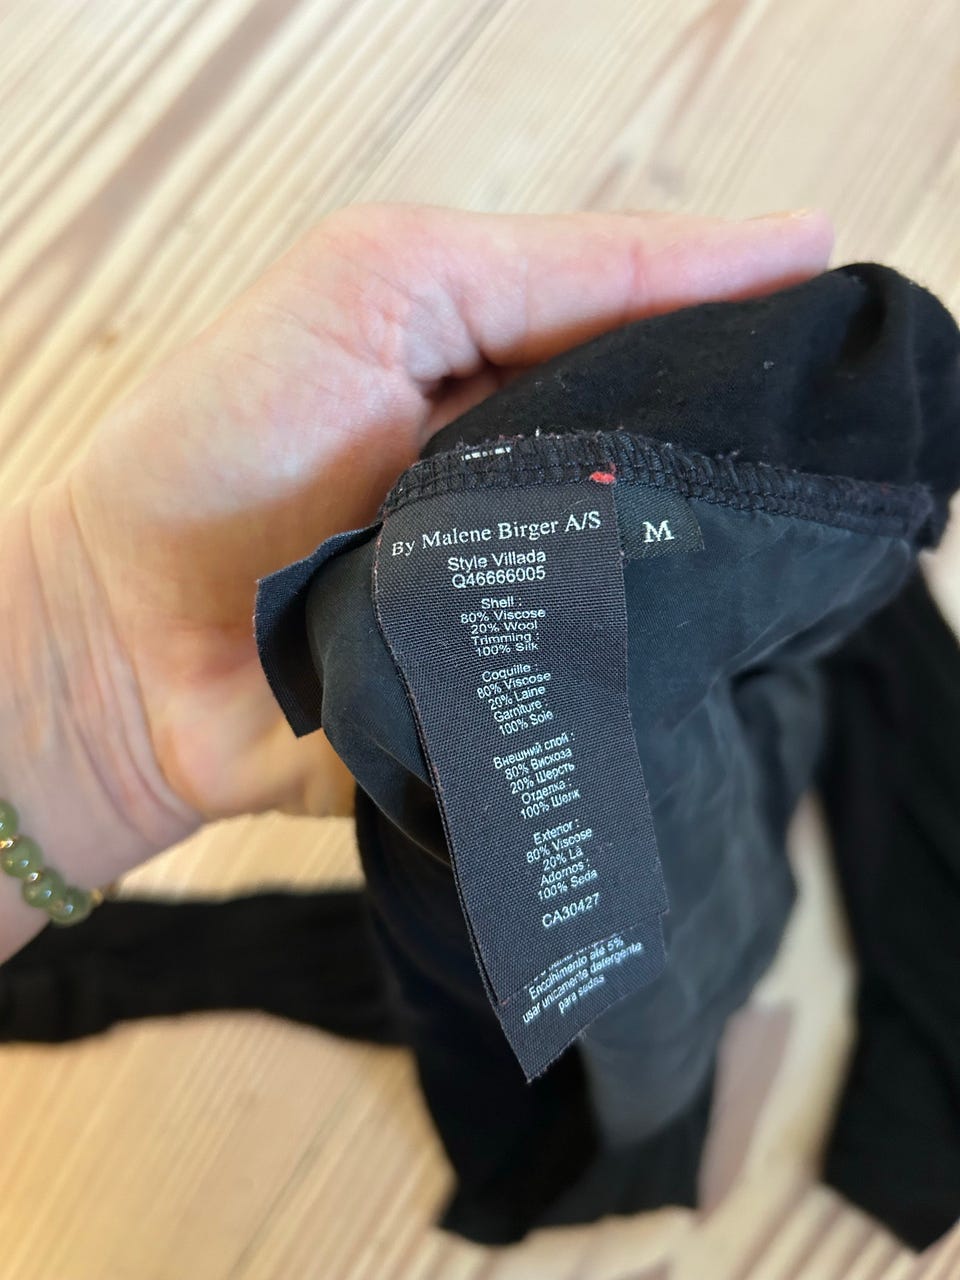 By Malene Birger A/S
M
Style Villada
Q46666005
Shell :
80% Viscose
20% Wool
Trimming :
100% Silk
Coquille :
80% Viscose
20% Laine
Garniture :
100% Soie
Внешний слой :
80% Вискоза
20% Шерсть
Отделка :
100% Шелк
Exterior :
80% Viscose
20% Lã
Adornos :
100% Seda
CA30427
Encolhimento até 5%
usar unicamente detergente
para sedas